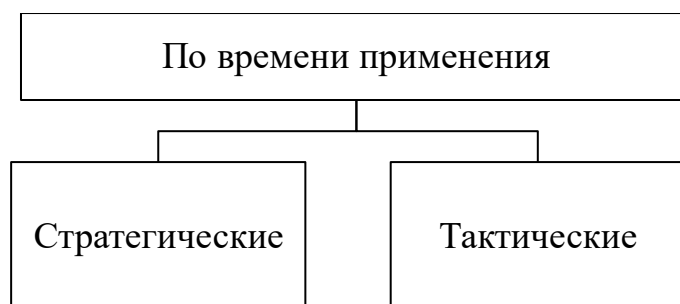 По времени применения
Стратегические
Тактические